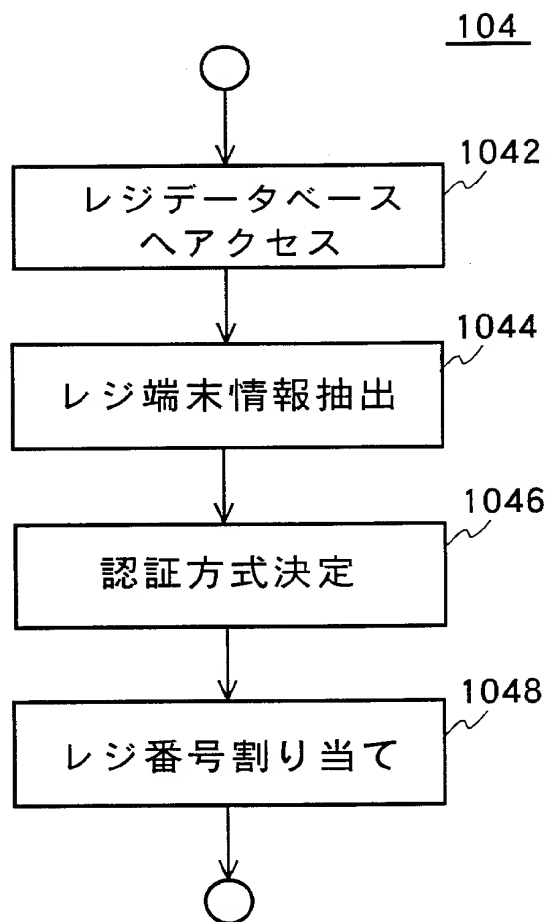 104
1042
レジデータベース
へアクセス
1044
レジ端末情報抽出
1046
認証方式決定
1048
レジ番号割り当て